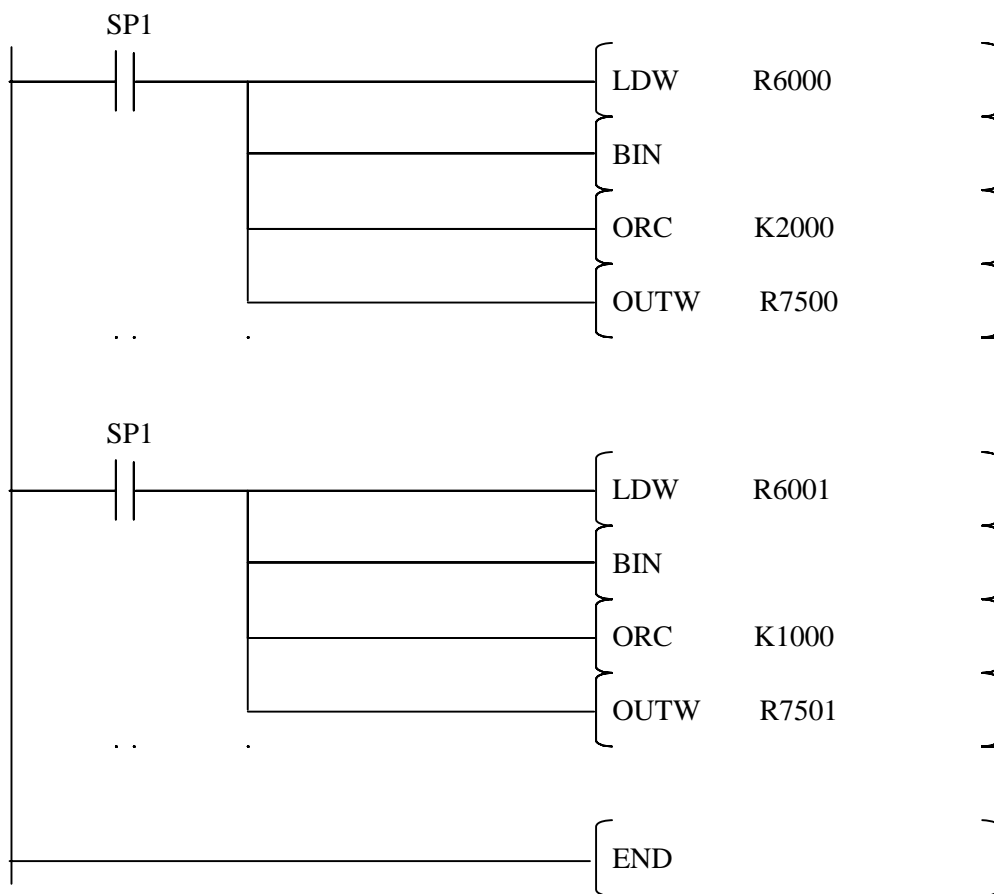 SP1
LDW R6000
BIN
ORC K2000
OUTW R7500
SP1
LDW R6001
BIN
ORC K1000
OUTW R7501
END